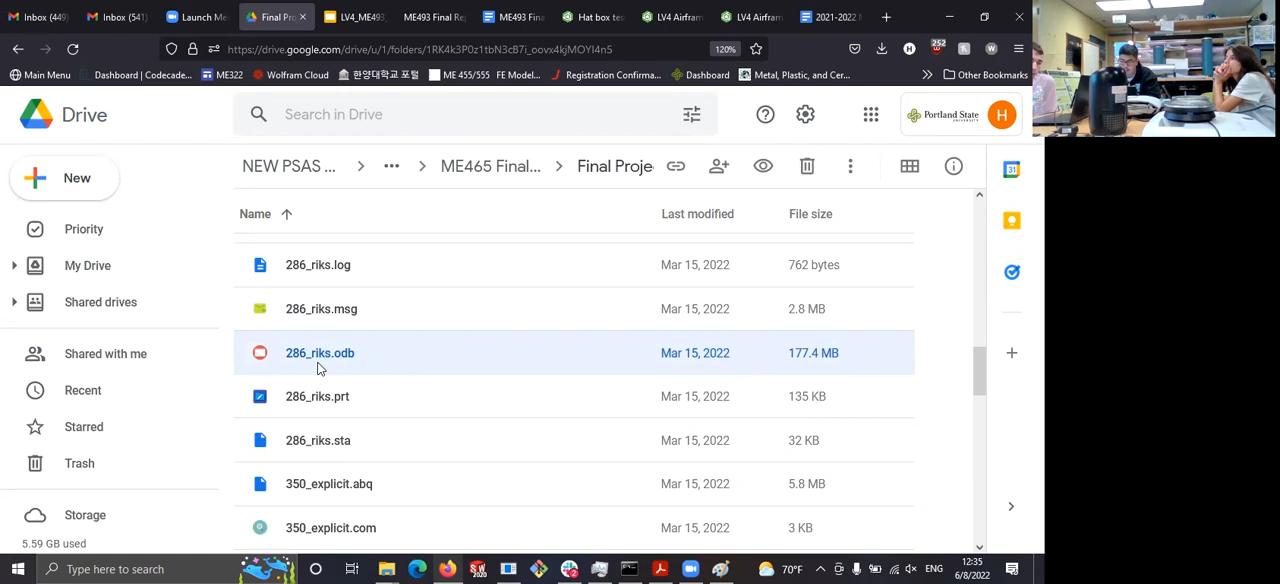 Inbox (449)
Inbox (541)
Launch Me
Final Pro
LV4_ME493
ME493 Final Re
ME493 Fina
Hat box tes
LV4 Airfram
LV4 Airfram
2021-2022
https://drive.google.com/drive/u/1/folders/1RK4k3P0z1tbN3cB7i_oovx4kjMOYI4n5
120%
252
H
W
Main Menu
Dashboard | Codecade...
ME322
Wolfram Cloud
한양대학교 포털
ME 455/555 FE Model...
Registration Confirma...
Dashboard
Metal, Plastic, and Cer...
Other Bookmarks
Drive
Search in Drive
Portland State
UNIVERSITY
H
New
NEW PSAS ...
ME465 Final...
Final Proje
31
Name
Last modified
File size
Priority
My Drive
Shared drives
Shared with me
Recent
Starred
Trash
Storage
5.59 GB used
286_riks.log Mar 15, 2022 762 bytes
286_riks.msg Mar 15, 2022 2.8 MB
286_riks.odb Mar 15, 2022 177.4 MB
286_riks.prt Mar 15, 2022 135 KB
286_riks.sta Mar 15, 2022 32 KB
350_explicit.abq Mar 15, 2022 5.8 MB
350_explicit.com Mar 15, 2022 3 KB
Type here to search
SW
2020
70°F
ENG
12:35
6/8/2022